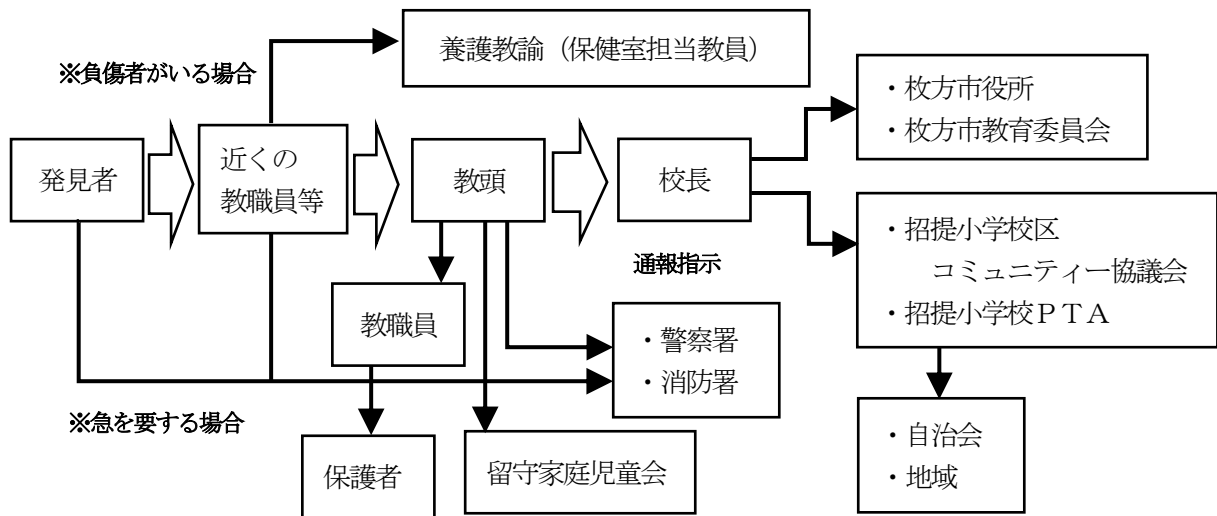 養護教諭（保健室担当教員）
※負傷者がいる場合
・枚方市役所
・枚方市教育委員会
発見者
近くの
教職員等
教頭
校長
・招提小学校区
コミュニティー協議会
・招提小学校ＰＴＡ
通報指示
教職員
・警察署
・消防署
※急を要する場合
保護者
留守家庭児童会
・自治会
・地域